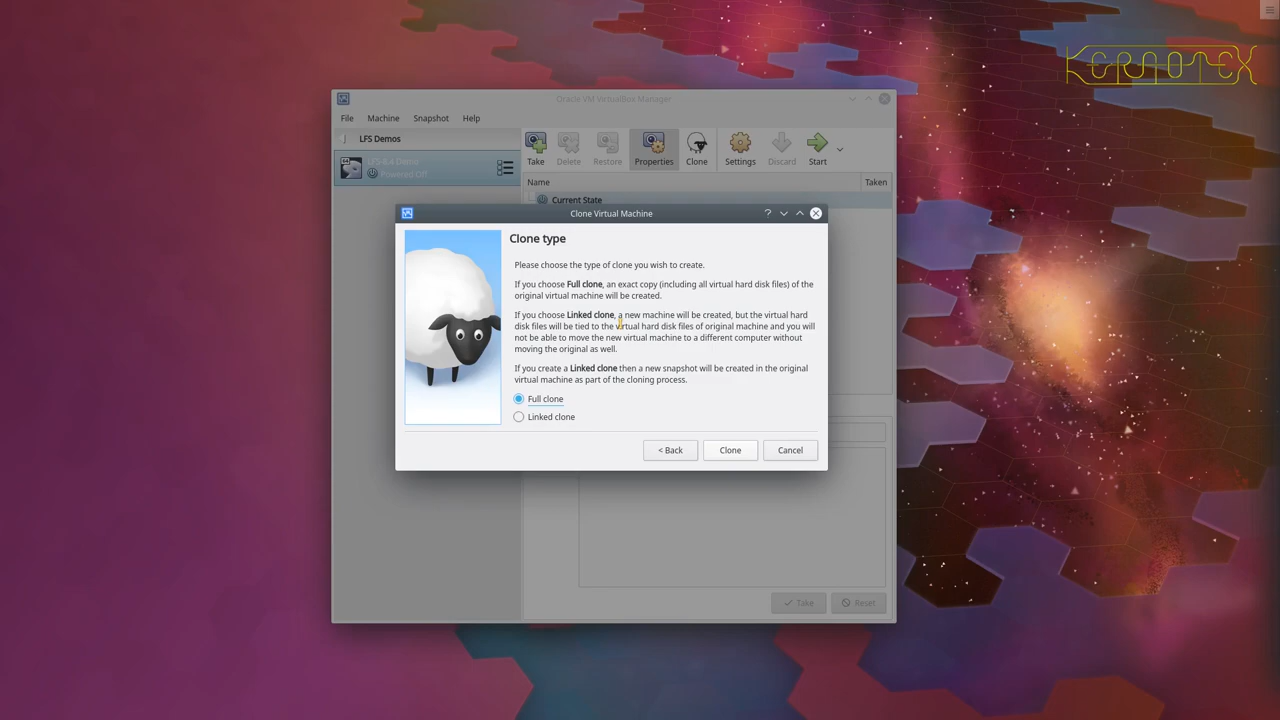 KERNOTEX
Oracle VM VirtualBox Manager
File Machine Snapshot Help
LFS Demos
LFS-8.4 Demo
Powered Off
Take Delete Restore Properties Clone Settings Discard Start
Name Taken
Current State
Clone Virtual Machine
Clone type
Please choose the type of clone you wish to create.
If you choose Full clone, an exact copy (including all virtual hard disk files) of the
original virtual machine will be created.
If you choose Linked clone, a new machine will be created, but the virtual hard
disk files will be tied to the virtual hard disk files of original machine and you will
not be able to move the new virtual machine to a different computer without
moving the original as well.
If you create a Linked clone then a new snapshot will be created in the original
virtual machine as part of the cloning process.
Full clone
Linked clone
< Back Clone Cancel
Take Reset